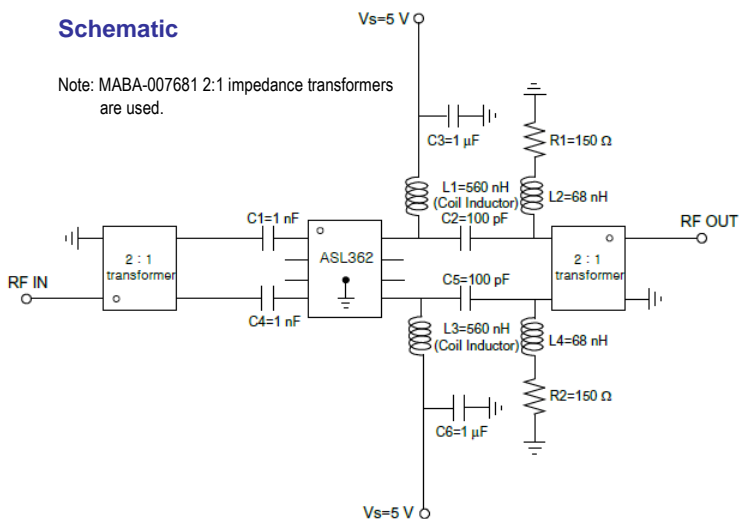 Schematic
Vs=5 V
Note: MABA-007681 2:1 impedance transformers
are used.
C3=1 µF
R1=150 Ω
L1=560 nH
(Coil Inductor)
L2=68 nH
C1=1 nF
C2=100 pF
RF OUT
2 : 1
transformer
ASL362
2 : 1
transformer
C5=100 pF
RF IN
C4=1 nF
L3=560 nH
(Coil Inductor)
L4=68 nH
R2=150 Ω
C6=1 µF
Vs=5 V